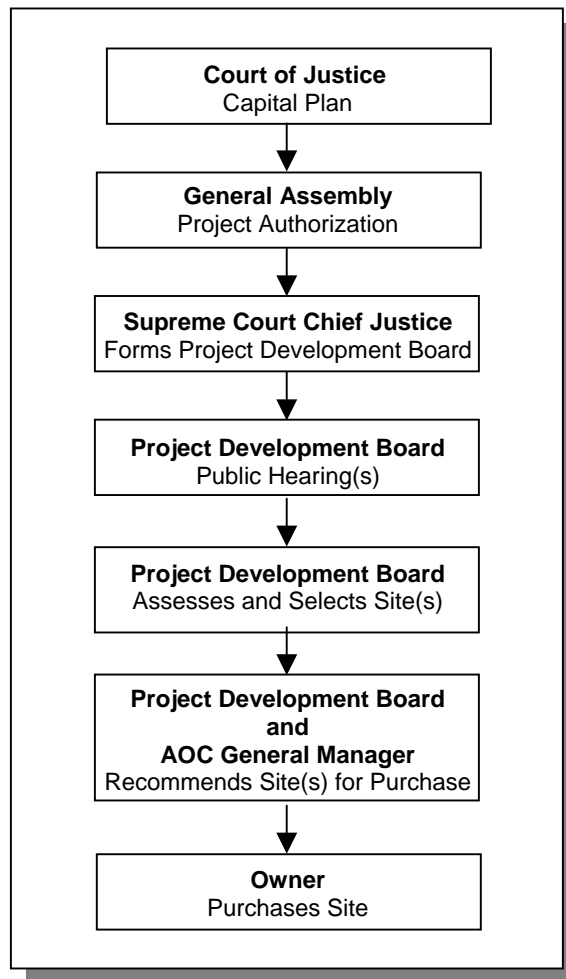 Court of Justice
Capital Plan
General Assembly
Project Authorization
Supreme Court Chief Justice
Forms Project Development Board
Project Development Board
Public Hearing(s)
Project Development Board
Assesses and Selects Site(s)
Project Development Board
and
AOC General Manager
Recommends Site(s) for Purchase
Owner
Purchases Site